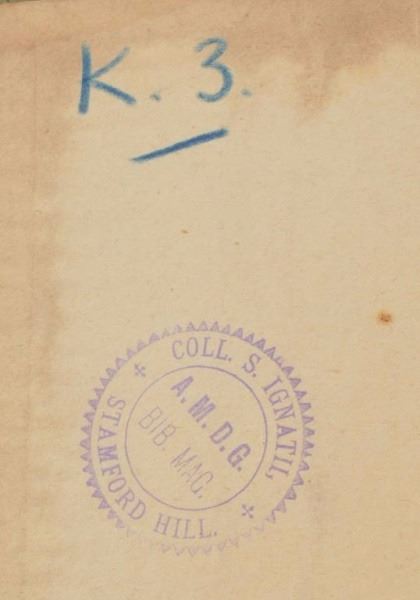 K. 3.
COLL. S. IGNATII,
STAMFORD HILL.
A. M. D. G.
BIB. MAG.